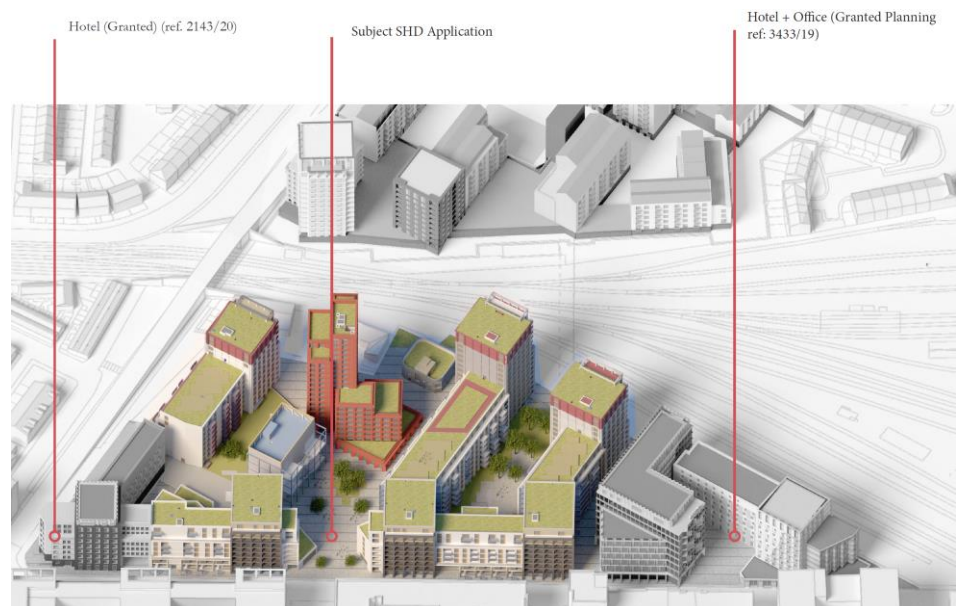 Hotel (Granted) (ref. 2143/20)
Subject SHD Application
Hotel + Office (Granted Planning
ref: 3433/19)